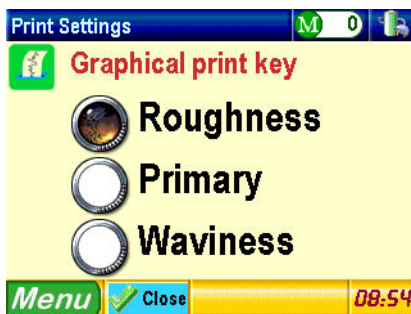 Print Settings M 0
Graphical print key
Roughness
Primary
Waviness
Menu Close 08:54